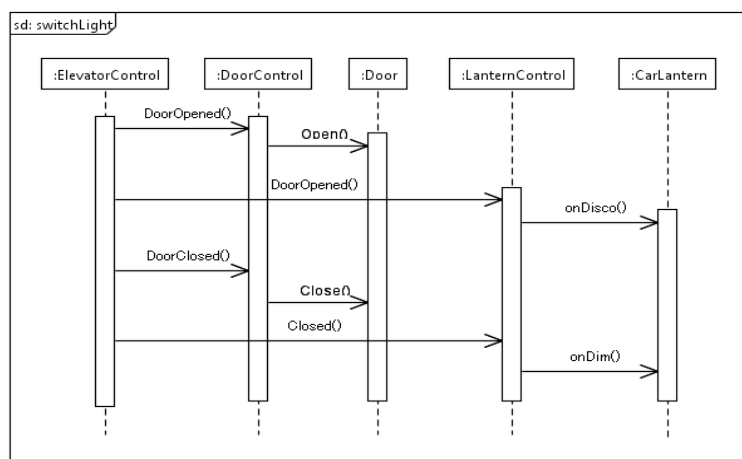 sd: switchLight
:ElevatorControl :DoorControl :Door :LanternControl :CarLantern
DoorOpened()
Open()
DoorOpened()
onDisco()
DoorClosed()
Close()
Closed()
onDim()